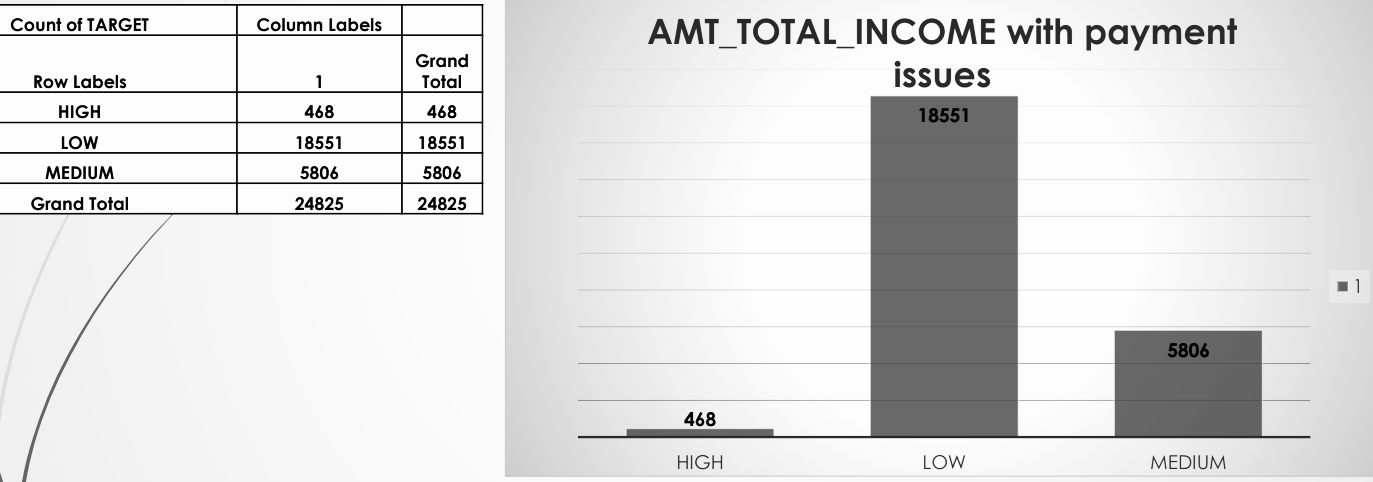 Count of TARGET Column Labels
Row Labels 1 Grand Total
HIGH 468 468
LOW 18551 18551
MEDIUM 5806 5806
Grand Total 24825 24825
AMT_TOTAL_INCOME with payment
issues
18551
5806
468
HIGH LOW MEDIUM
1